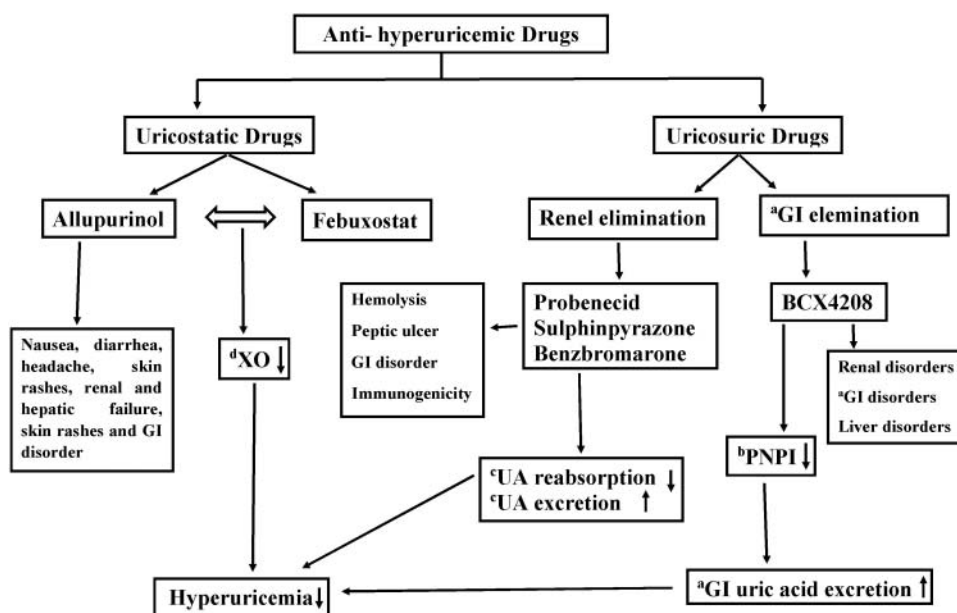 Anti- hyperuricemic Drugs
Uricostatic Drugs
Uricosuric Drugs
Allupurinol
Febuxostat
Renel elimination
ᵃGI elemination
Nausea, diarrhea,
headache, skin
rashes, renal and
hepatic failure,
skin rashes and GI
disorder
ᵈXO ↓
Hemolysis
Peptic ulcer
GI disorder
Immunogenicity
Probenecid
Sulphinpyrazone
Benzbromarone
BCX4208
Renal disorders
ᵃGI disorders
Liver disorders
ᵇPNPI ↓
ᶜUA reabsorption ↓
ᶜUA excretion ↑
Hyperuricemia ↓
ᵃGI uric acid excretion ↑